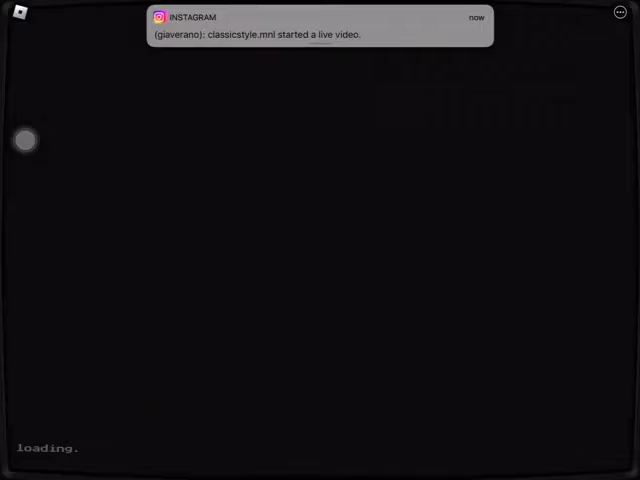 INSTAGRAM
now
(giaverano): classicstyle.mnl started a live video.
loading.